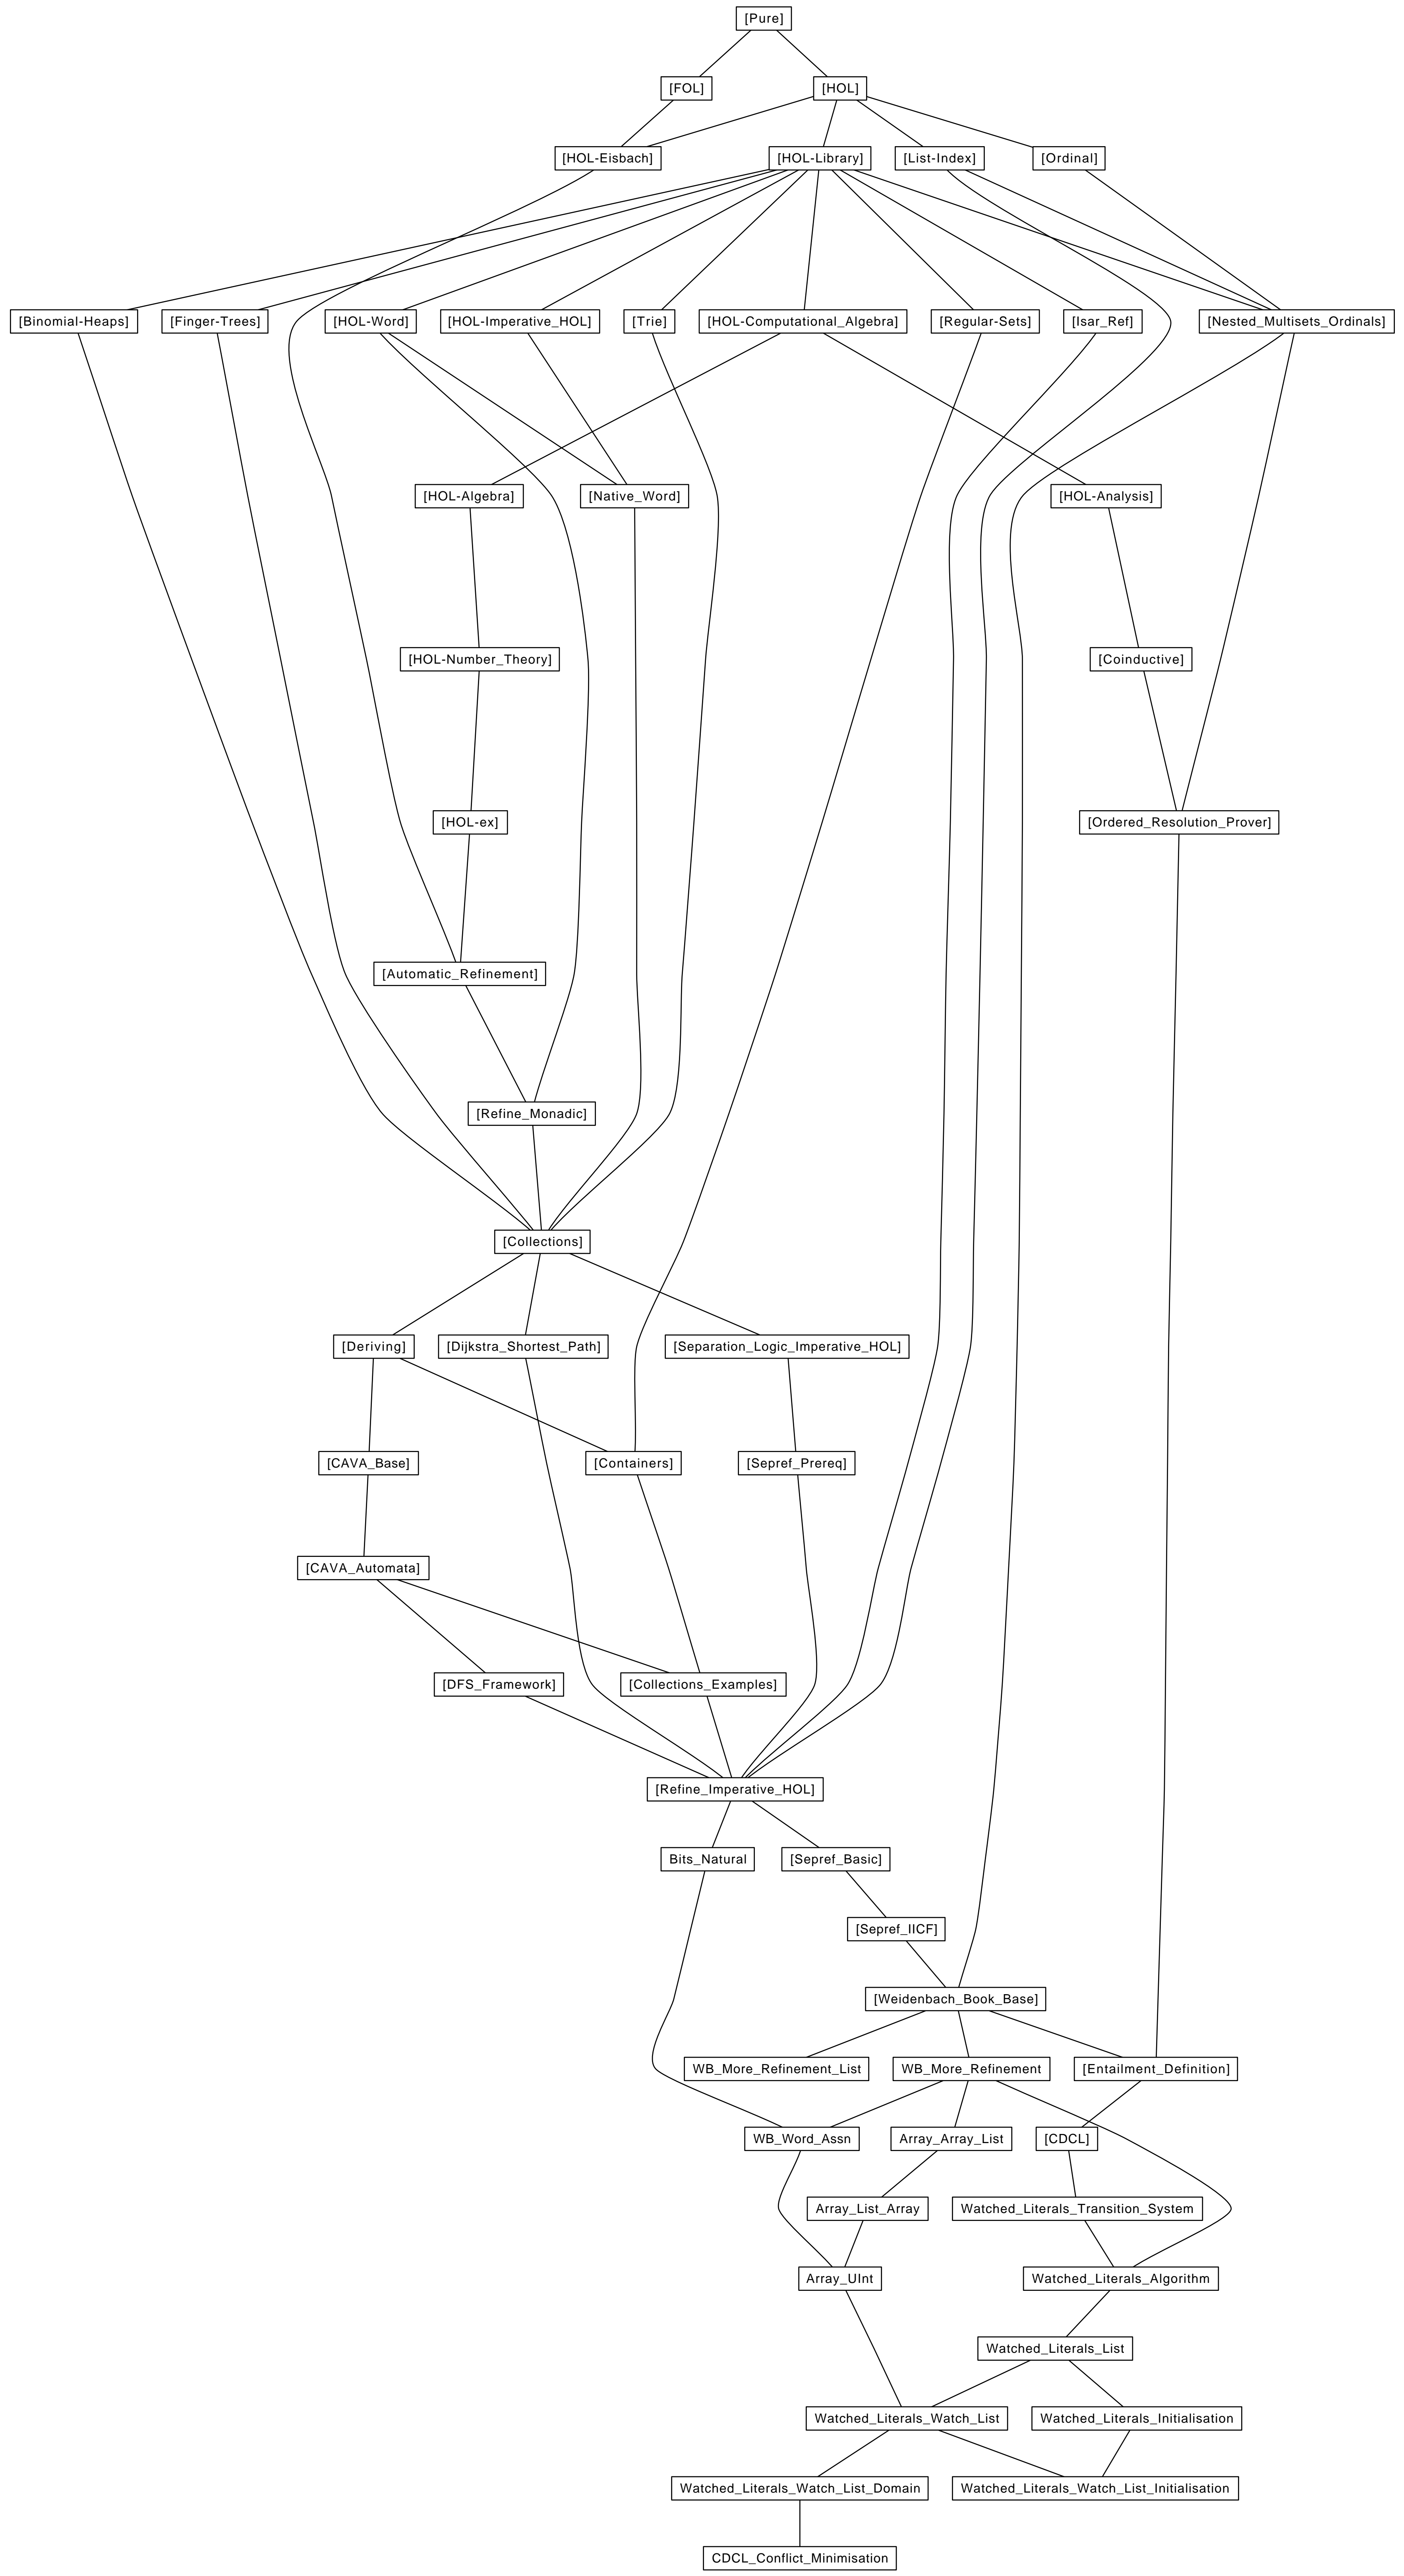 [Pure]
[FOL]
[HOL]
[HOL-Eisbach]
[HOL-Library]
[List-Index]
[Ordinal]
[Binomial-Heaps]
[Finger-Trees]
[HOL-Word]
[HOL-Imperative_HOL]
[Trie]
[HOL-Computational_Algebra]
[Regular-Sets]
[Isar_Ref]
[Nested_Multisets_Ordinals]
[HOL-Algebra]
[Native_Word]
[HOL-Analysis]
[HOL-Number_Theory]
[Coinductive]
[HOL-ex]
[Ordered_Resolution_Prover]
[Automatic_Refinement]
[Refine_Monadic]
[Collections]
[Deriving]
[Dijkstra_Shortest_Path]
[Separation_Logic_Imperative_HOL]
[CAVA_Base]
[Containers]
[Sepref_Prereq]
[CAVA_Automata]
[DFS_Framework]
[Collections_Examples]
[Refine_Imperative_HOL]
Bits_Natural
[Sepref_Basic]
[Sepref_IICF]
[Weidenbach_Book_Base]
WB_More_Refinement_List
WB_More_Refinement
[Entailment_Definition]
WB_Word_Assn
Array_Array_List
[CDCL]
Array_List_Array
Watched_Literals_Transition_System
Array_UInt
Watched_Literals_Algorithm
Watched_Literals_List
Watched_Literals_Watch_List
Watched_Literals_Initialisation
Watched_Literals_Watch_List_Domain
Watched_Literals_Watch_List_Initialisation
CDCL_Conflict_Minimisation